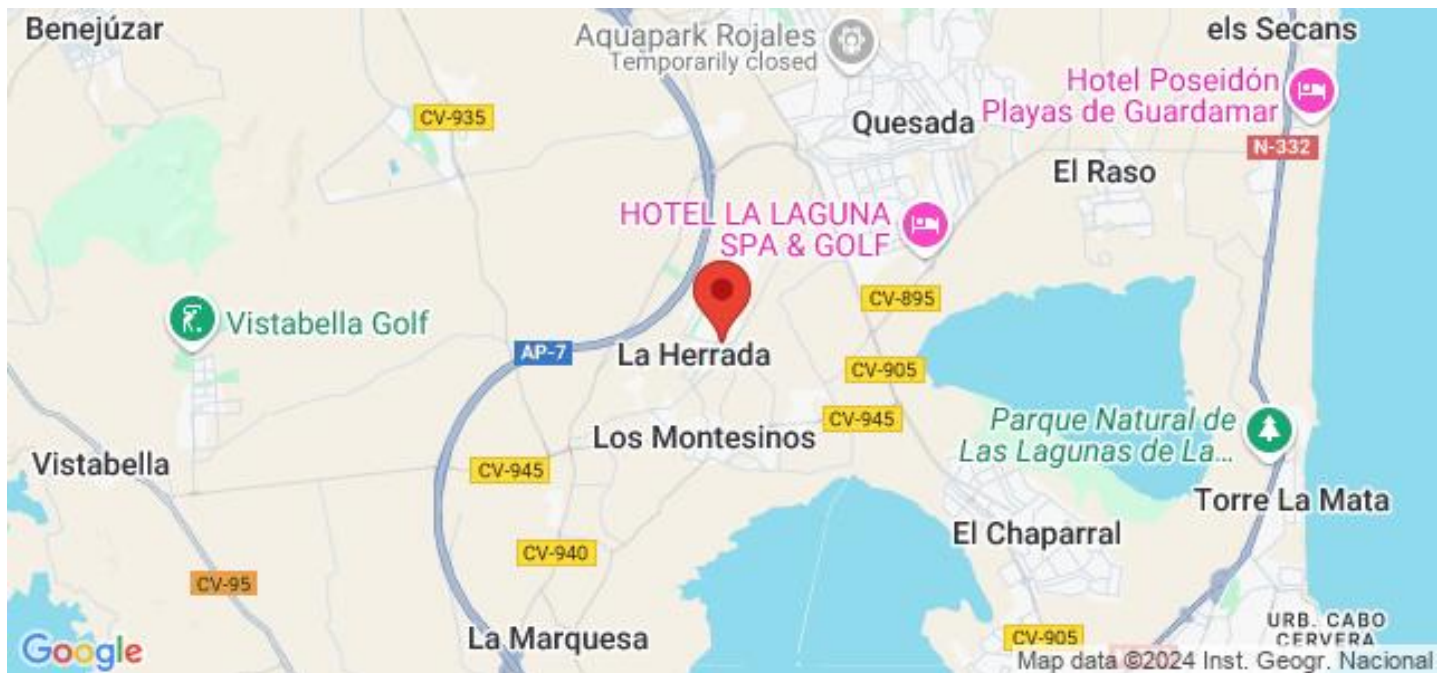 Benejúzar
Aquapark Rojales
Temporarily closed
els Secans
Hotel Poseidón
Playas de Guardamar
CV-935
Quesada
N-332
El Raso
HOTEL LA LAGUNA
SPA & GOLF
CV-895
Vistabella Golf
AP-7
La Herrada
CV-905
CV-945
Parque Natural de
Las Lagunas de La...
Los Montesinos
Vistabella
CV-945
Torre La Mata
El Chaparral
CV-940
CV-95
URB. CABO
CERVERA
La Marquesa
CV-905
Google
Map data ©2024 Inst. Geogr. Nacional